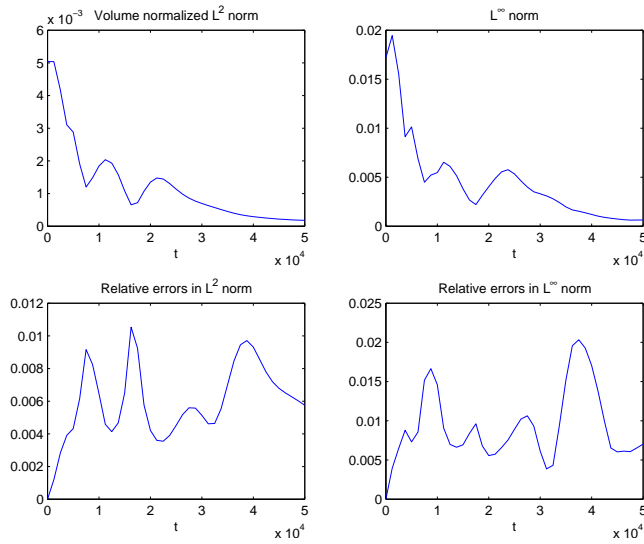 Volume normalized L² norm
x 10⁻³
6
5
4
3
2
1
0
0 1 2 3 4 5
x 10⁴
t
L∞ norm
0.02
0.015
0.01
0.005
0
0 1 2 3 4 5
x 10⁴
t
Relative errors in L² norm
0.012
0.01
0.008
0.006
0.004
0.002
0
0 1 2 3 4 5
x 10⁴
t
Relative errors in L∞ norm
0.025
0.02
0.015
0.01
0.005
0
0 1 2 3 4 5
x 10⁴
t